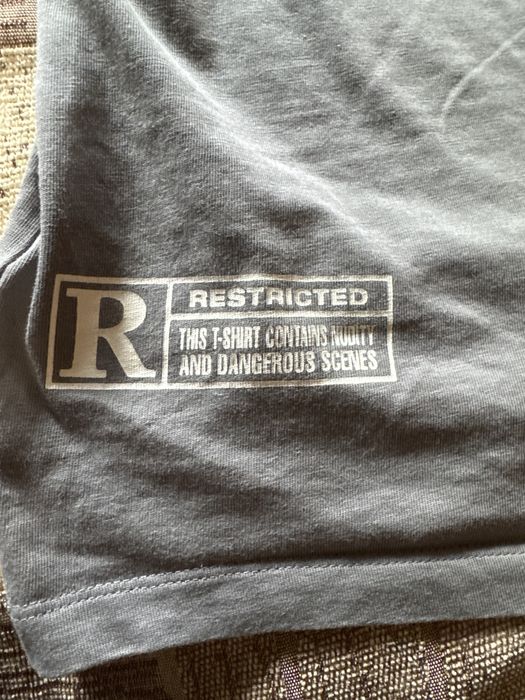 R
RESTRICTED
THIS T-SHIRT CONTAINS NUDITY
AND DANGEROUS SCENES